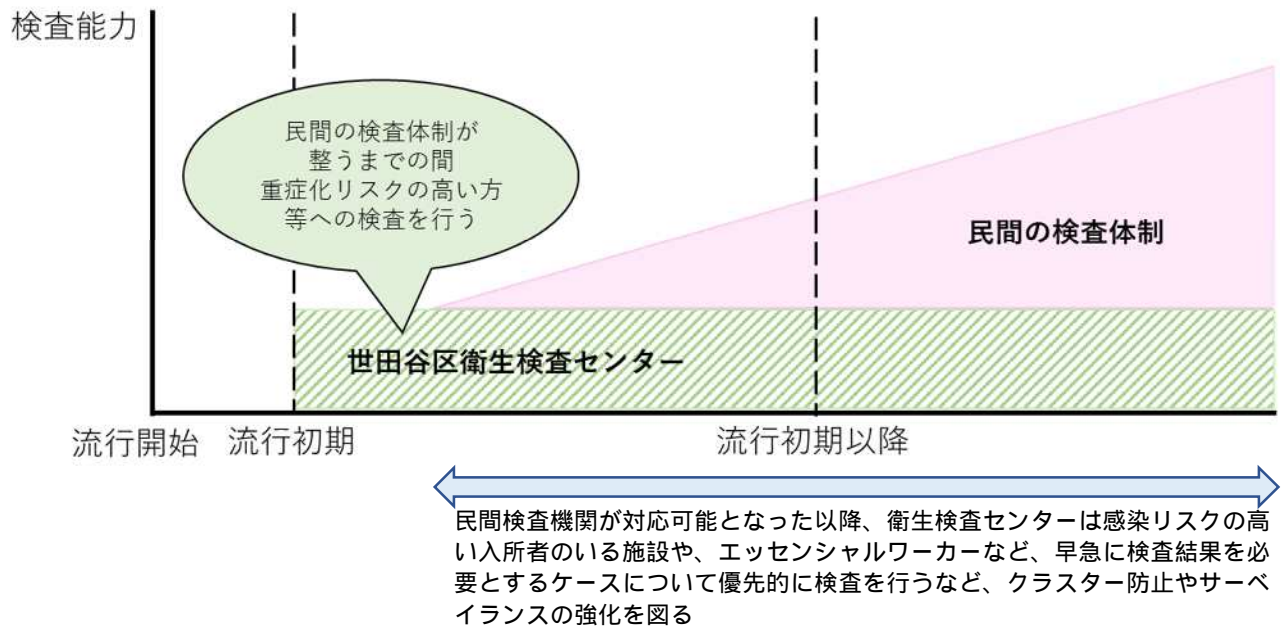 検査能力
民間の検査体制が
整うまでの間
重症化リスクの高い方
等への検査を行う
民間の検査体制
世田谷区衛生検査センター
流行開始
流行初期
流行初期以降
民間検査機関が対応可能となった以降、衛生検査センターは感染リスクの高
い入所者のいる施設や、エッセンシャルワーカーなど、早急に検査結果を必
要とするケースについて優先的に検査を行うなど、クラスター防止やサーベ
イランスの強化を図る